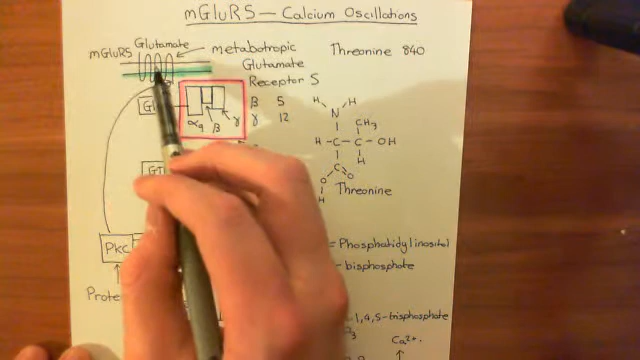 mGluR5 — Calcium Oscillations
Glutamate
mGluR5
metabotropic
Glutamate
Receptor 5
Threonine 840
αq
β
γ
β 5
γ 12
H
H
N
CH3
H - C - C - OH
H
C
O
O
H
Threonine
PKC
= Phosphatidylinositol
- bisphosphate
-1,4,5-trisphosphate
Ca2+